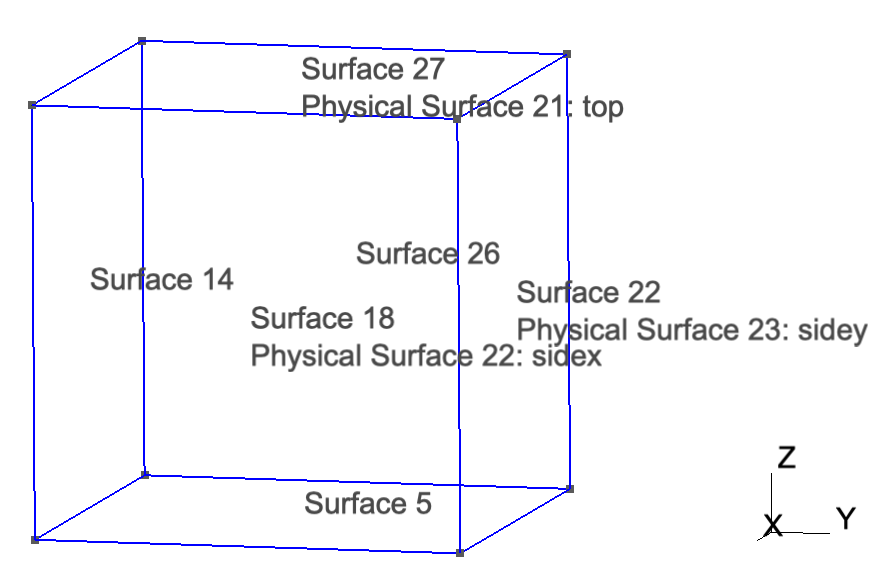 Surface 27
Physical Surface 21: top
Surface 26
Surface 14
Surface 22
Physical Surface 23: sidey
Surface 18
Physical Surface 22: sidex
Surface 5
Z
X
Y